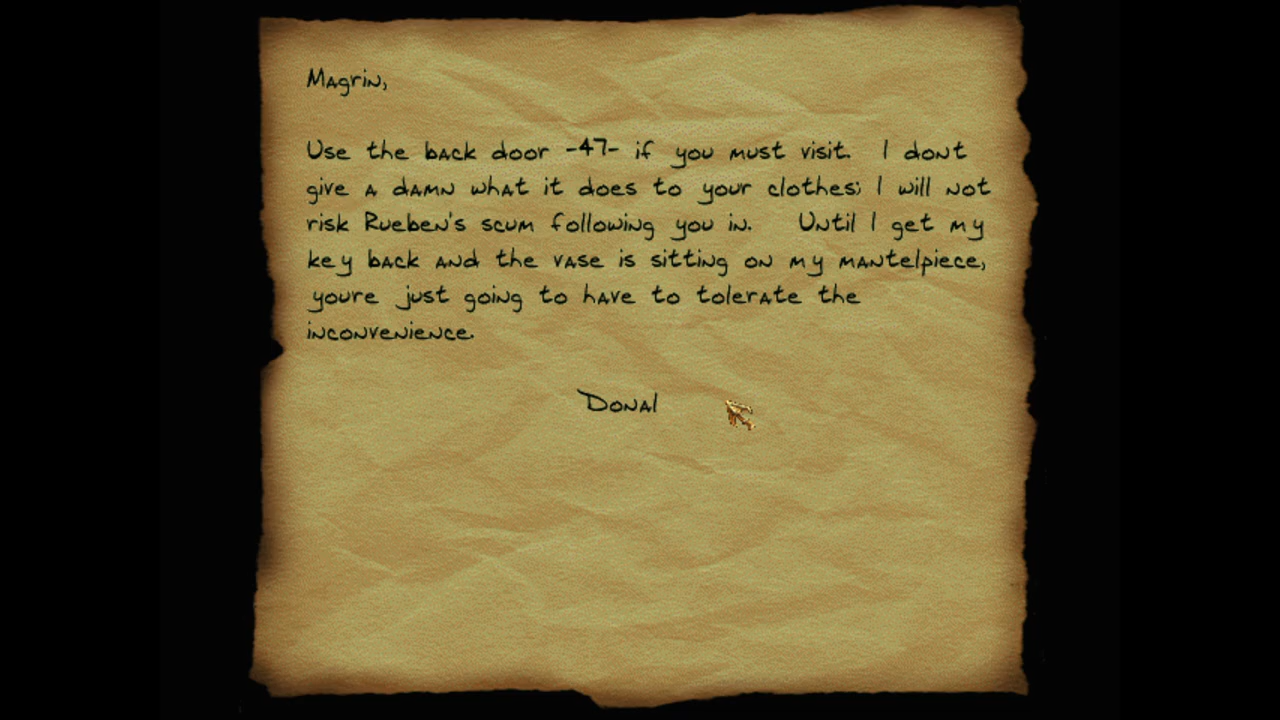 Magrin,
Use the back door -47- if you must visit. I dont
give a damn what it does to your clothes; I will not
risk Rueben's scum following you in. Until I get my
key back and the vase is sitting on my mantelpiece,
youre just going to have to tolerate the
inconvenience.
Donal